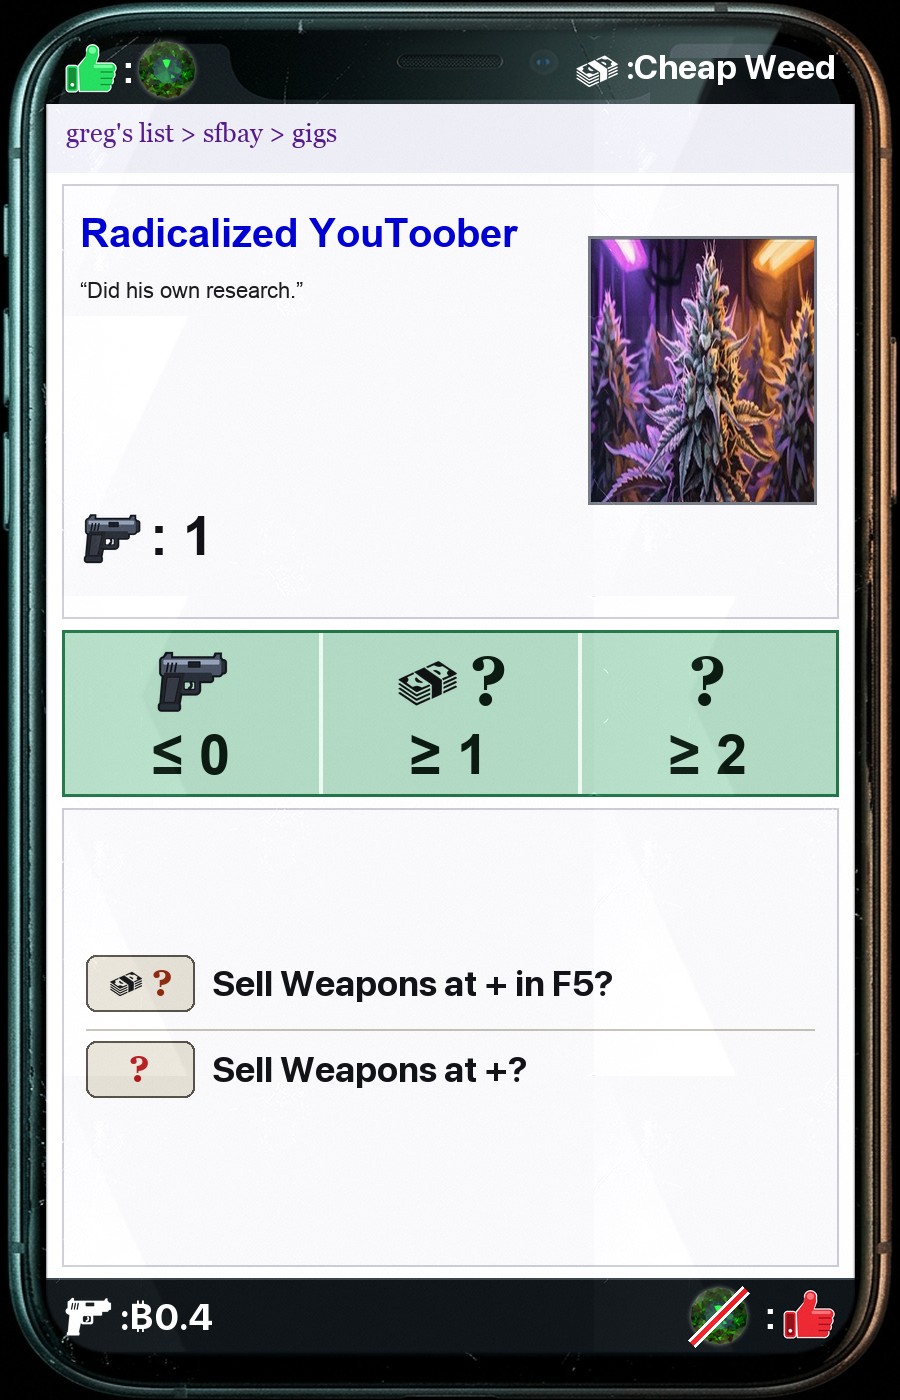 :
:Cheap Weed
greg's list > sfbay > gigs
Radicalized YouToober
“Did his own research.”
: 1
≤ 0
? ≥ 1
? ≥ 2
? Sell Weapons at + in F5?
? Sell Weapons at +?
:₿0.4
: